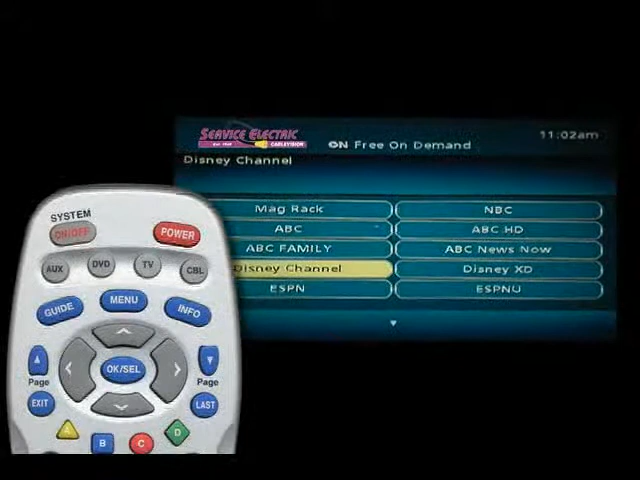 SERVICE ELECTRIC
CABLEVISION
ON Free On Demand
11:02am
Disney Channel
Mag Rack
NBC
ABC
ABC HD
ABC FAMILY
ABC News Now
Disney Channel
Disney XD
ESPN
ESPNU
SYSTEM
ON/OFF
POWER
AUX
DVD
TV
CBL
GUIDE
MENU
INFO
OK/SEL
Page
Page
EXIT
LAST
A
B
C
D